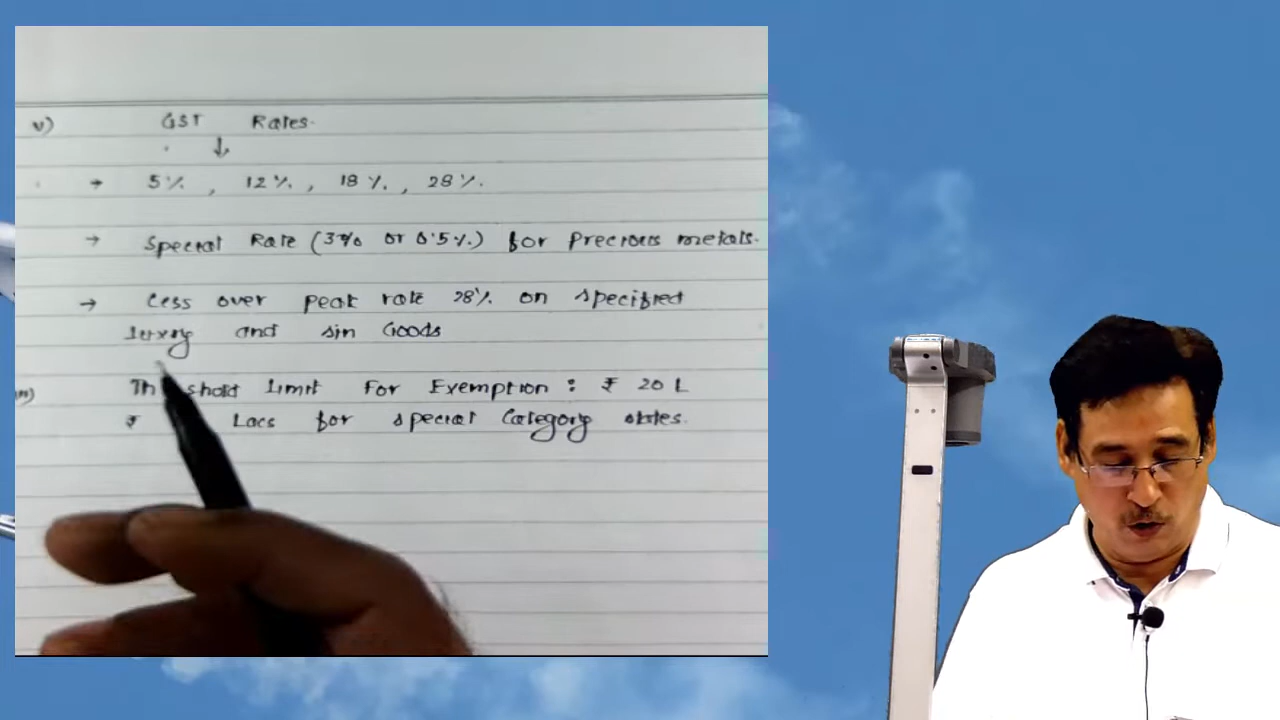 v) GST Rates.
↓
→ 5%, 12%, 18%, 28%.
→ Special Rate (3% or 0.5%) for Precious metals.
→ Cess over peak rate 28% on specified
luxury and sin Goods
Limit For Exemption : ₹ 20 L
₹ Lacs for special Category states.